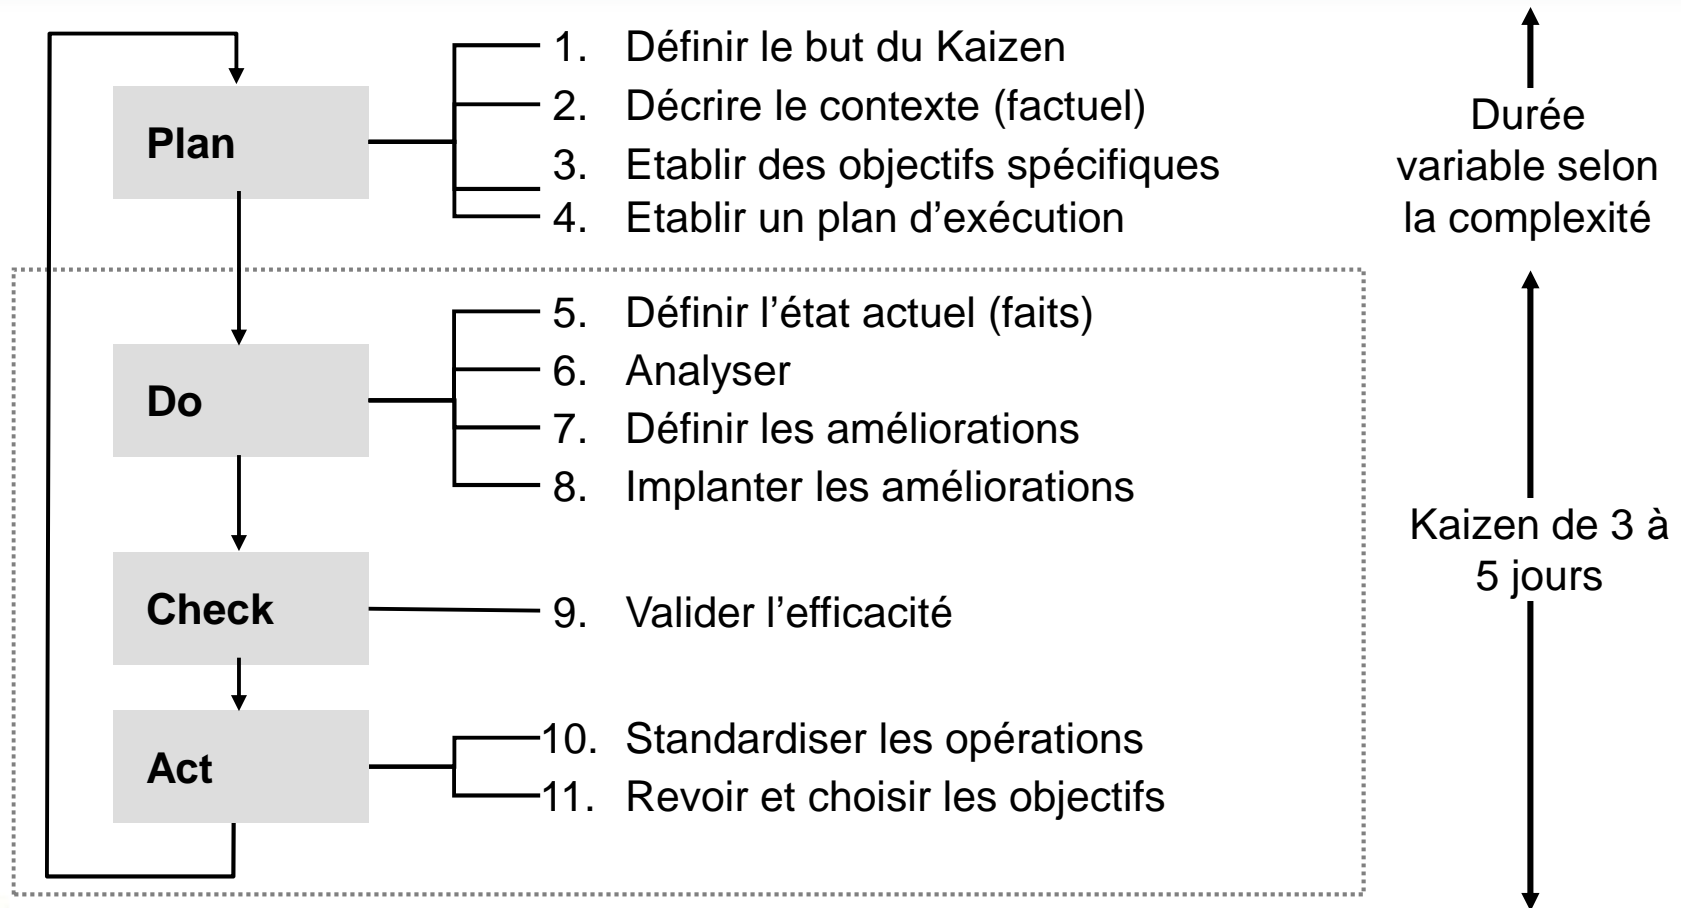 Plan
1. Définir le but du Kaizen
2. Décrire le contexte (factuel)
3. Etablir des objectifs spécifiques
4. Etablir un plan d’exécution
Durée
variable selon
la complexité
Do
5. Définir l’état actuel (faits)
6. Analyser
7. Définir les améliorations
8. Implanter les améliorations
Kaizen de 3 à
5 jours
Check
9. Valider l’efficacité
Act
10. Standardiser les opérations
11. Revoir et choisir les objectifs